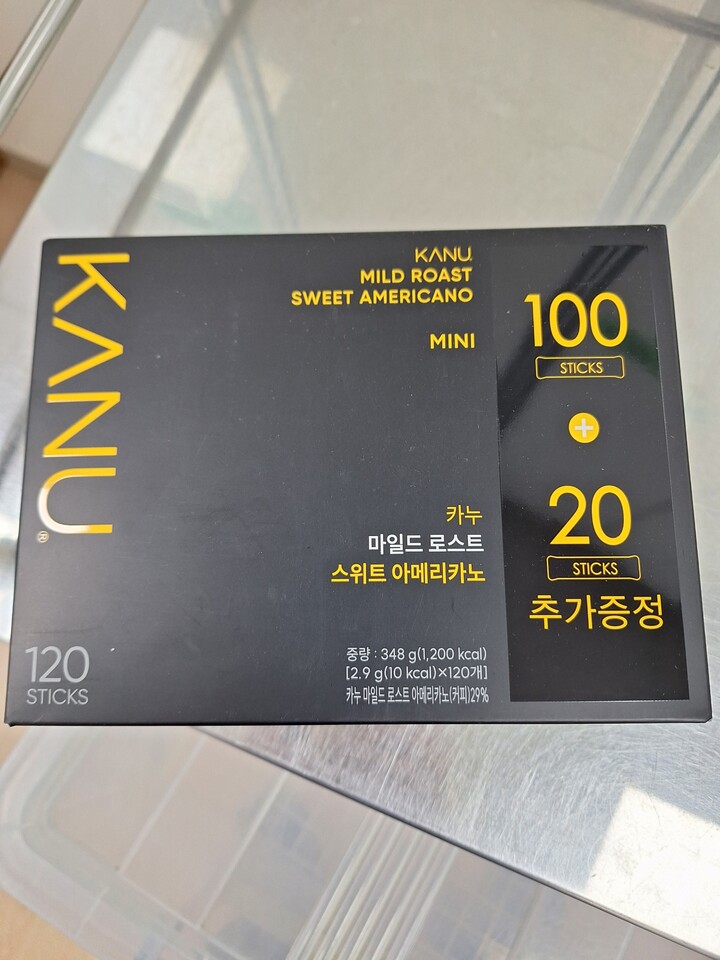 KANU®
KANU
MILD ROAST
SWEET AMERICANO
MINI
카누
마일드 로스트
스위트 아메리카노
중량 : 348 g(1,200 kcal)
[2.9 g(10 kcal)×120개]
카누 마일드 로스트 아메리카노(커피)29%
120
STICKS
100
STICKS
+
20
STICKS
추가증정